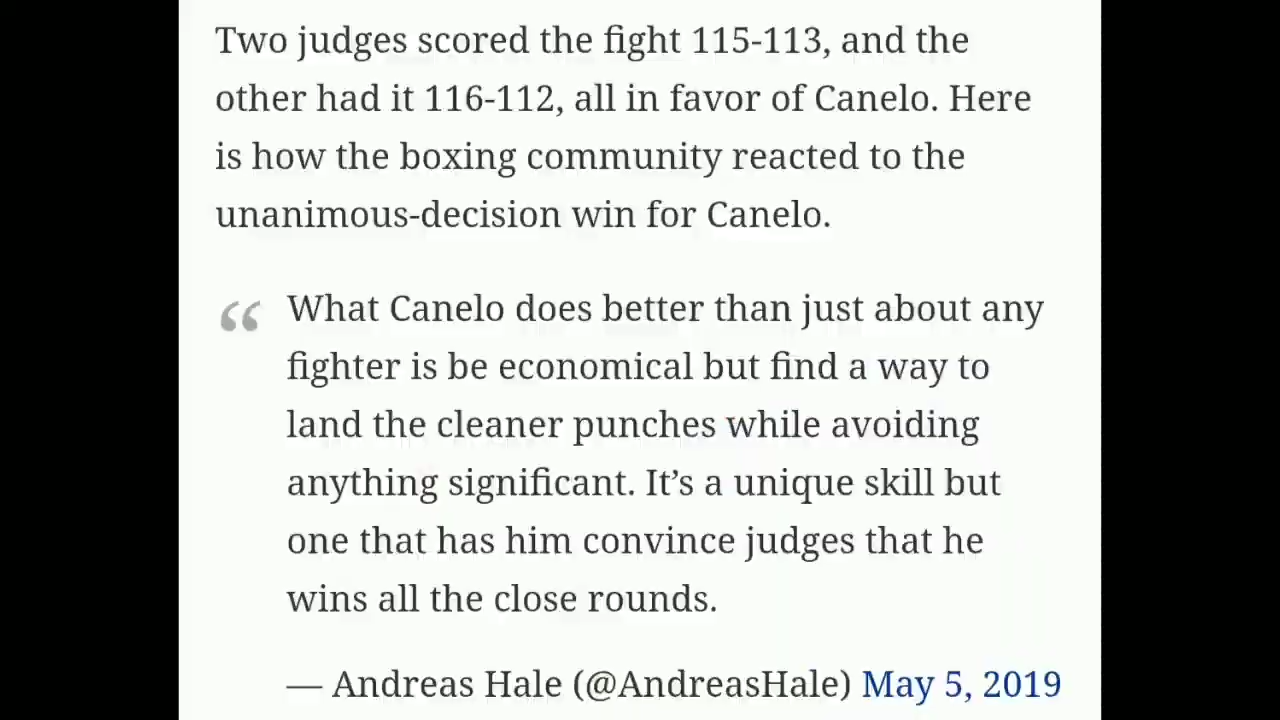 Two judges scored the fight 115-113, and the
other had it 116-112, all in favor of Canelo. Here
is how the boxing community reacted to the
unanimous-decision win for Canelo.
“ What Canelo does better than just about any
fighter is be economical but find a way to
land the cleaner punches while avoiding
anything significant. It’s a unique skill but
one that has him convince judges that he
wins all the close rounds.
— Andreas Hale (@AndreasHale) May 5, 2019